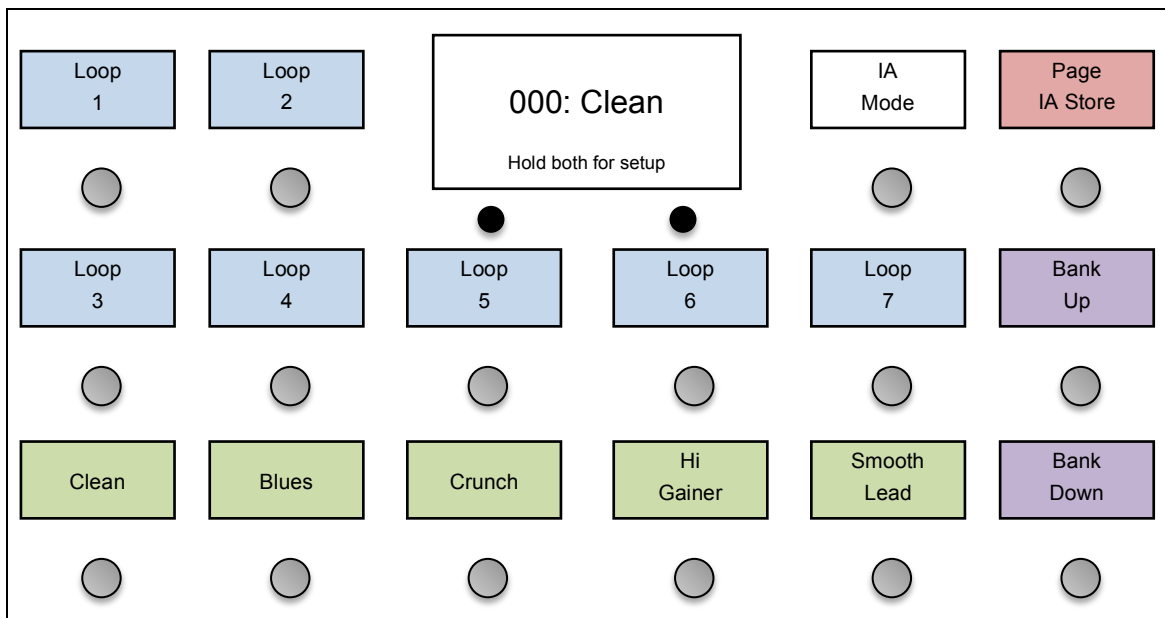 Loop
1
Loop
2
000: Clean
Hold both for setup
IA
Mode
Page
IA Store
Loop
3
Loop
4
Loop
5
Loop
6
Loop
7
Bank
Up
Clean
Blues
Crunch
Hi
Gainer
Smooth
Lead
Bank
Down